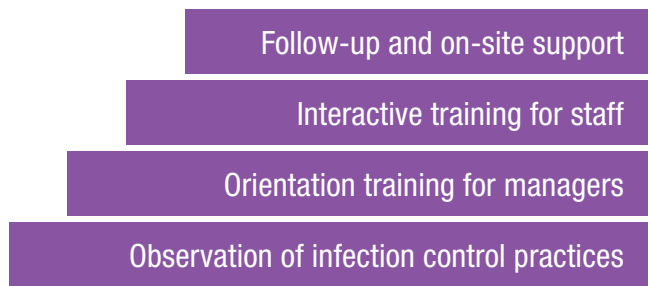 Follow-up and on-site support
Interactive training for staff
Orientation training for managers
Observation of infection control practices